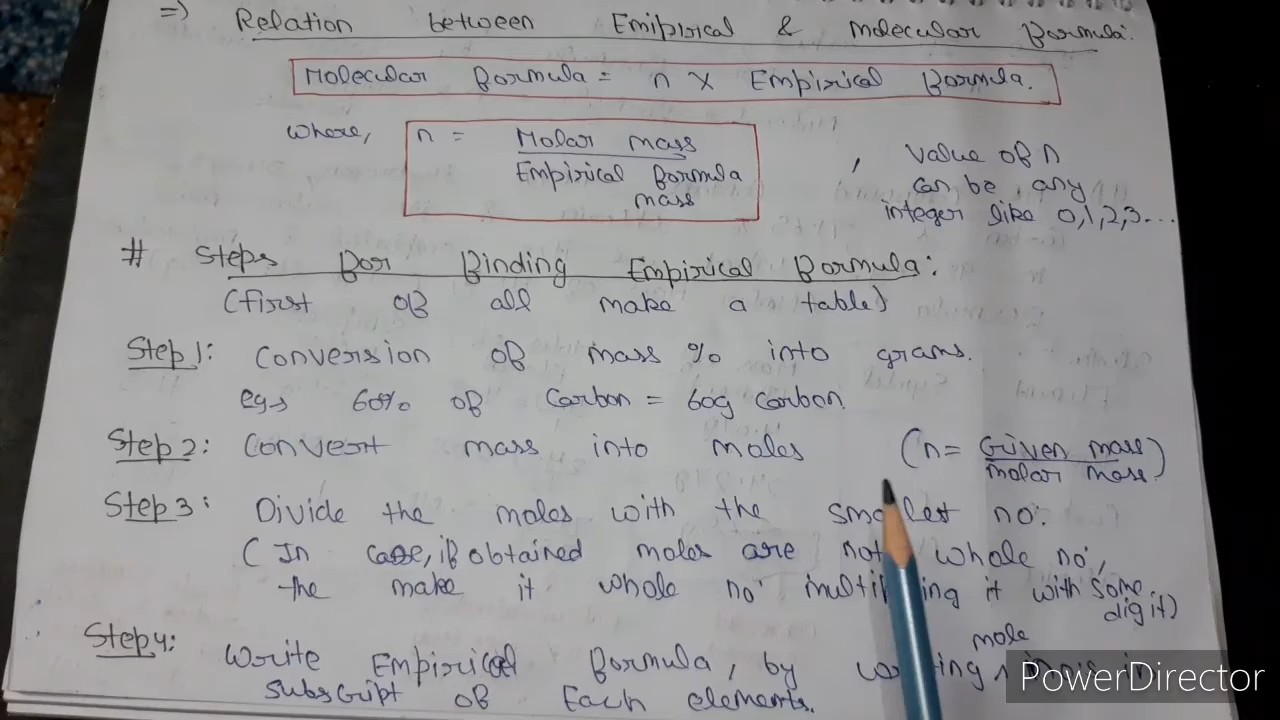 =) Relation between Emipirical & Molecular Formula:
Molecular Formula = n X Empirical Formula.
where, n = Molar mass
Empirical Formula
mass
, value of n
can be any
integer like 0,1,2,3...
# Steps For Finding Empirical Formula:
(first of all make a table)
Step 1: Conversion of mass % into grams.
eg→ 60% of Carbon = 60g Carbon.
Step 2: Convert mass into moles (n = Given mass
molar mass)
Step 3: Divide the moles with the smallest no.
(In case, if obtained moles are not whole no.,
the make it whole no. it with some
digit)
Step 4: Write Empirical Formula, by mole
subscript of Each elements.
PowerDirector